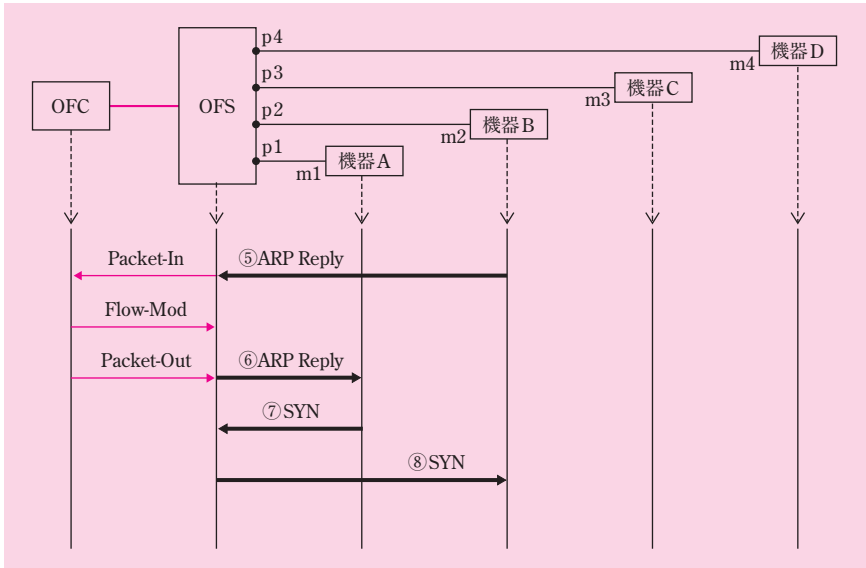 p4
機器D
m4
p3
機器C
m3
OFC
OFS
p2
機器B
m2
p1
機器A
m1
Packet-In
⑤ARP Reply
Flow-Mod
Packet-Out
⑥ARP Reply
⑦SYN
⑧SYN